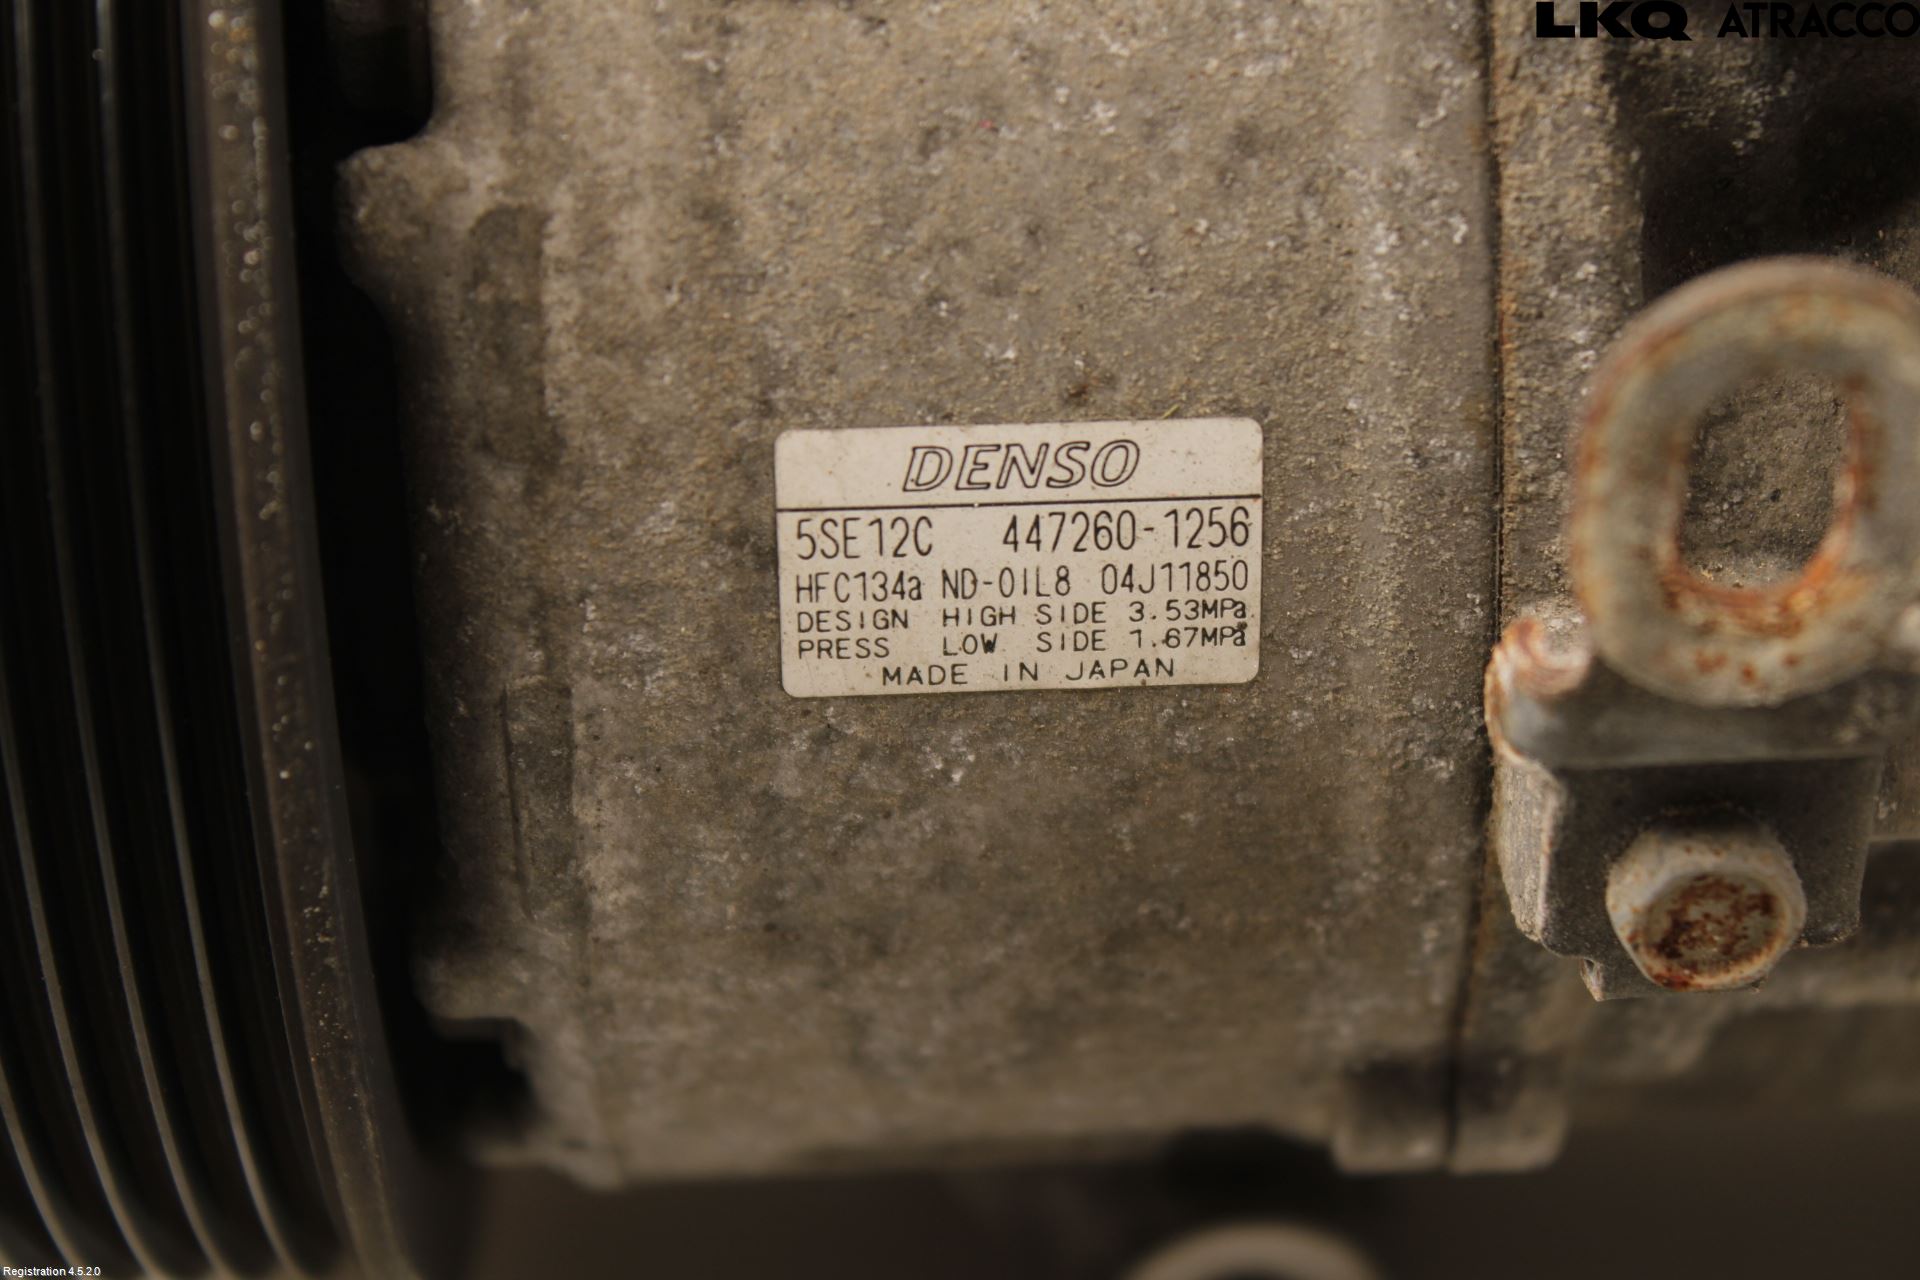 LKQ ATRACCO
DENSO
5SE12C 447260-1256
HFC134a ND-OIL8 04J11850
DESIGN HIGH SIDE 3.53MPa
PRESS LOW SIDE 1.67MPa
MADE IN JAPAN
Registration 4.5.2.0